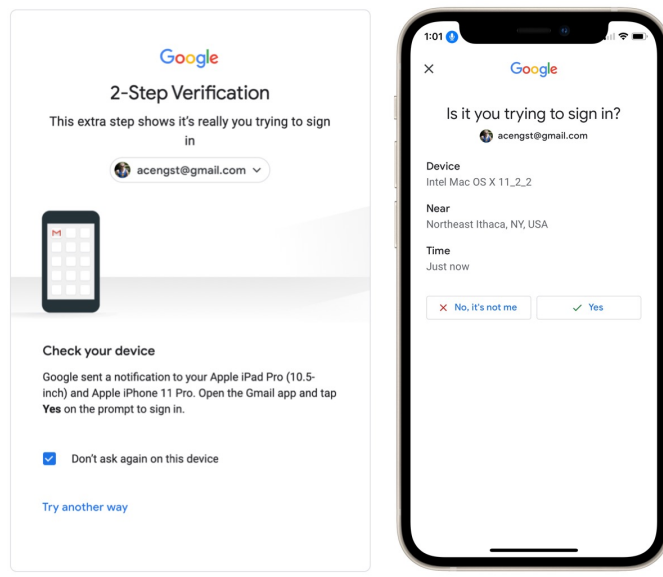 Google
2-Step Verification
This extra step shows it's really you trying to sign
in
acengst@gmail.com
M
Check your device
Google sent a notification to your Apple iPad Pro (10.5-
inch) and Apple iPhone 11 Pro. Open the Gmail app and tap
Yes on the prompt to sign in.
Don't ask again on this device
Try another way
1:01
Google
Is it you trying to sign in?
acengst@gmail.com
Device
Intel Mac OS X 11_2_2
Near
Northeast Ithaca, NY, USA
Time
Just now
No, it's not me
Yes